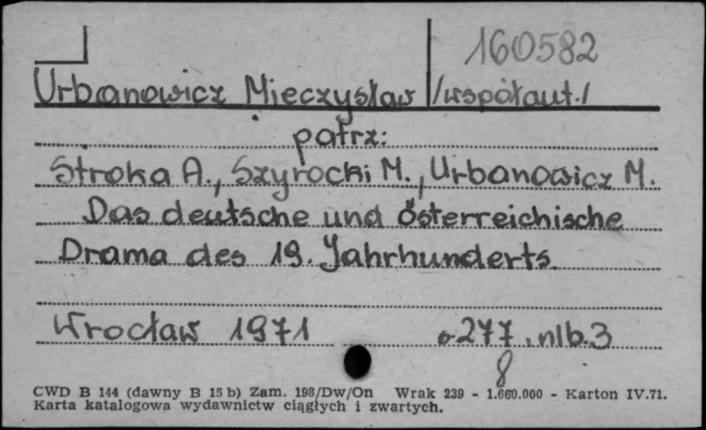 160582
Urbanowicz Mieczysław /współaut./
patrz:
Stroka A., Szyrocki M., Urbanowicz M.
Das deutsche und österreichische
Drama des 19. Jahrhunderts.
Wrocław 1971 s. 277, nlb. 3
8
CWD B 144 (dawny B 15 b) Zam. 198/Dw/On Wrak 239 - 1.660.000 - Karton IV.71.
Karta katalogowa wydawnictw ciągłych i zwartych.